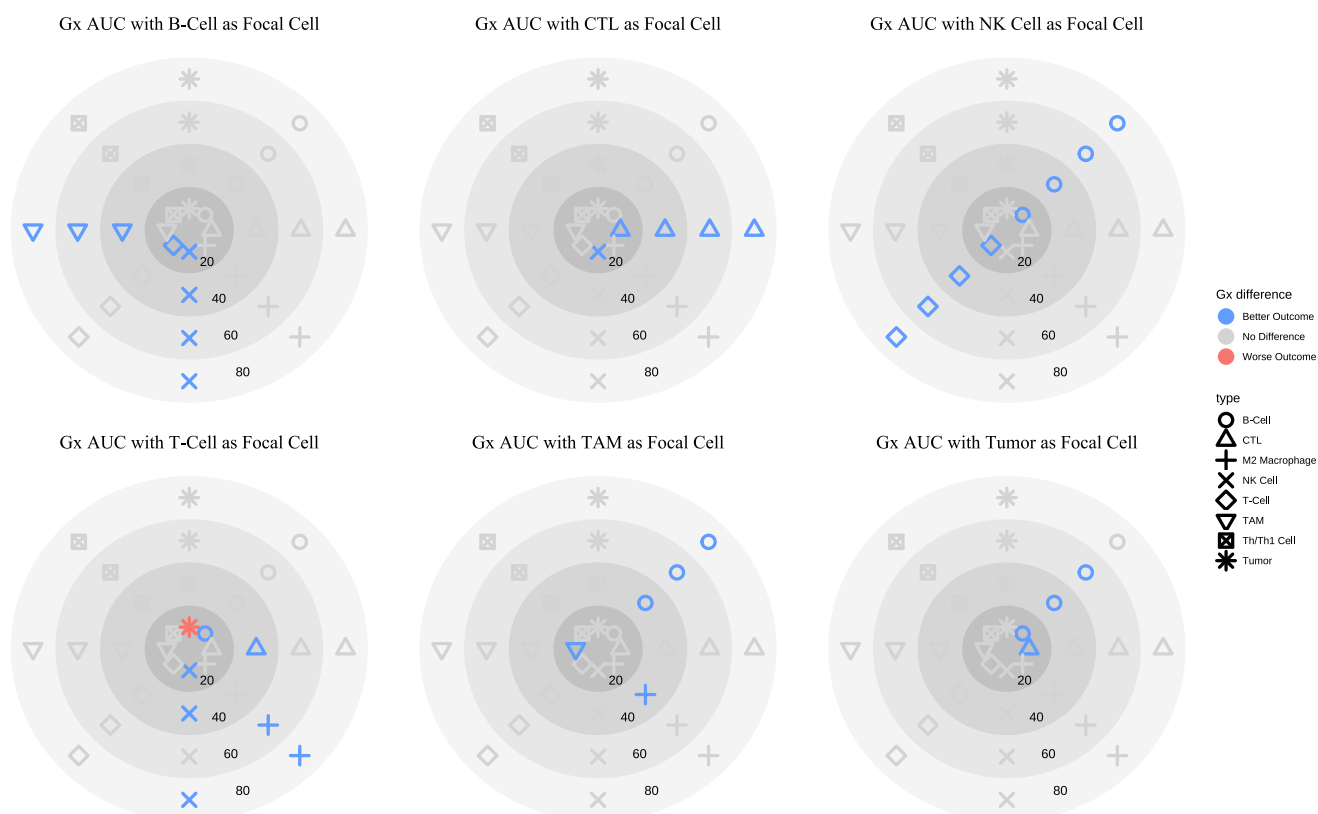 Gx AUC with B-Cell as Focal Cell
Gx AUC with CTL as Focal Cell
Gx AUC with NK Cell as Focal Cell
20
40
60
80
20
40
60
80
20
40
60
80
Gx AUC with T-Cell as Focal Cell
Gx AUC with TAM as Focal Cell
Gx AUC with Tumor as Focal Cell
20
40
60
80
20
40
60
80
20
40
60
80
Gx difference
Better Outcome
No Difference
Worse Outcome
type
B-Cell
CTL
M2 Macrophage
NK Cell
T-Cell
TAM
Th/Th1 Cell
Tumor